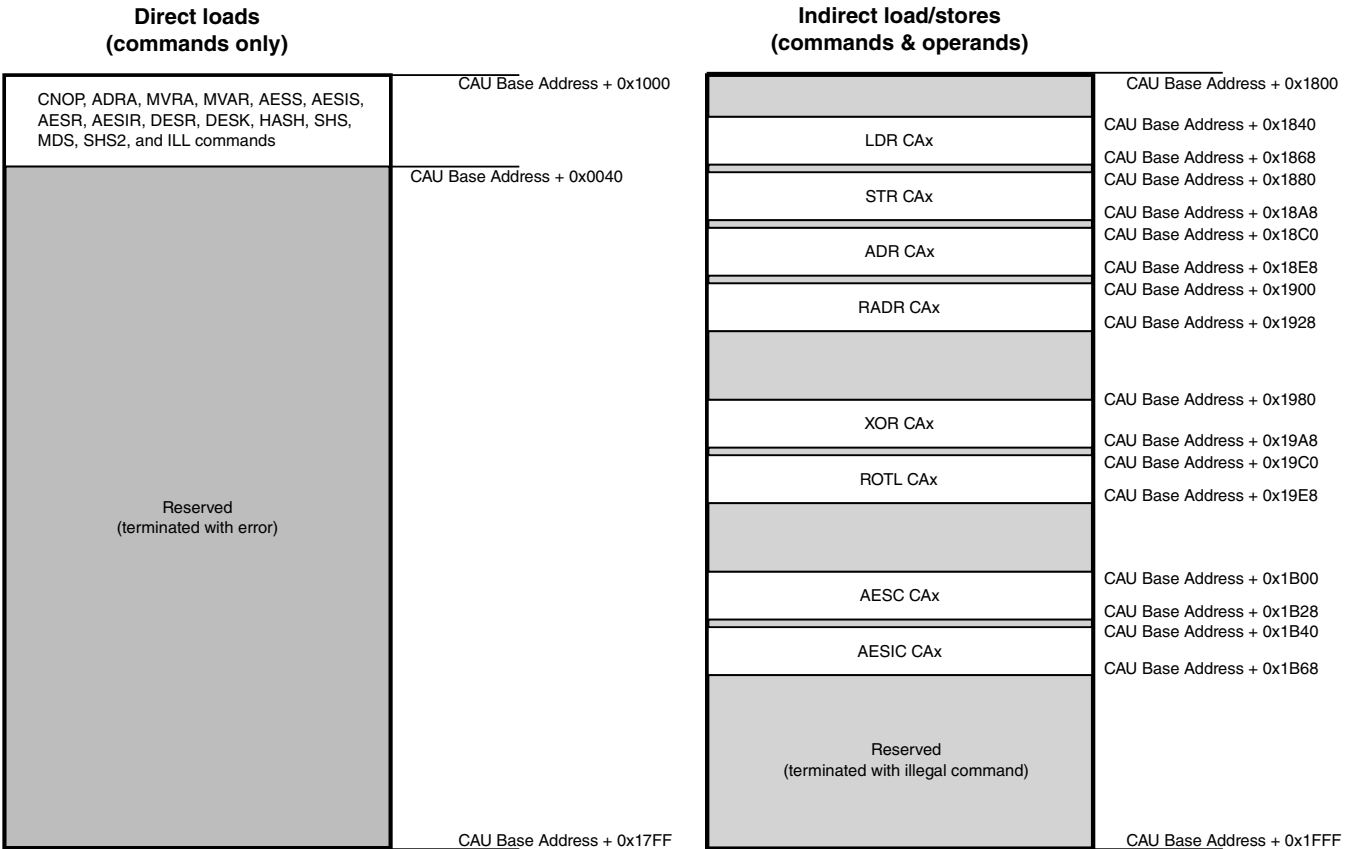 Direct loads
(commands only)
CAU Base Address + 0x1000
CNOP, ADRA, MVRA, MVAR, AESS, AESIS,
AESR, AESIR, DESR, DESK, HASH, SHS,
MDS, SHS2, and ILL commands
CAU Base Address + 0x0040
Reserved
(terminated with error)
CAU Base Address + 0x17FF
Indirect load/stores
(commands & operands)
CAU Base Address + 0x1800
CAU Base Address + 0x1840
LDR CAx
CAU Base Address + 0x1868
CAU Base Address + 0x1880
STR CAx
CAU Base Address + 0x18A8
CAU Base Address + 0x18C0
ADR CAx
CAU Base Address + 0x18E8
CAU Base Address + 0x1900
RADR CAx
CAU Base Address + 0x1928
CAU Base Address + 0x1980
XOR CAx
CAU Base Address + 0x19A8
CAU Base Address + 0x19C0
ROTL CAx
CAU Base Address + 0x19E8
CAU Base Address + 0x1B00
AESC CAx
CAU Base Address + 0x1B28
CAU Base Address + 0x1B40
AESIC CAx
CAU Base Address + 0x1B68
Reserved
(terminated with illegal command)
CAU Base Address + 0x1FFF